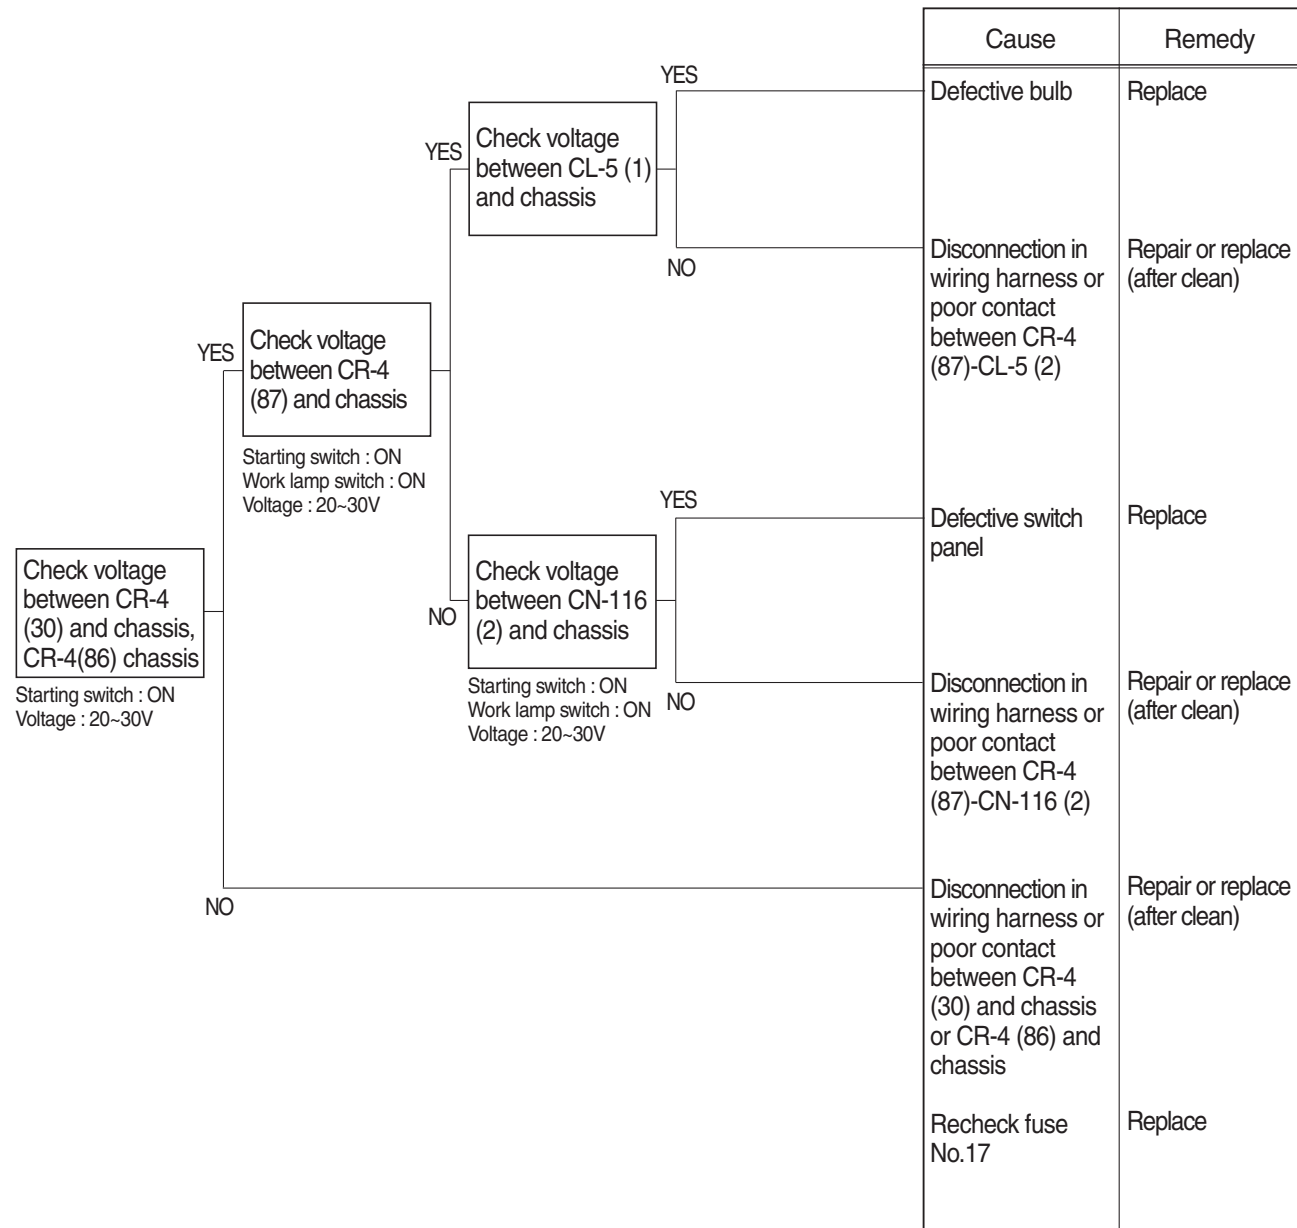 Cause
Remedy
YES
Defective bulb
Replace
Check voltage
between CL-5 (1)
and chassis
YES
NO
Disconnection in
wiring harness or
poor contact
between CR-4
(87)-CL-5 (2)
Repair or replace
(after clean)
YES
Check voltage
between CR-4
(87) and chassis
Starting switch : ON
Work lamp switch : ON
Voltage : 20~30V
YES
Defective switch
panel
Replace
Check voltage
between CR-4
(30) and chassis,
CR-4(86) chassis
Starting switch : ON
Voltage : 20~30V
NO
Check voltage
between CN-116
(2) and chassis
Starting switch : ON
Work lamp switch : ON
Voltage : 20~30V
NO
Disconnection in
wiring harness or
poor contact
between CR-4
(87)-CN-116 (2)
Repair or replace
(after clean)
NO
Disconnection in
wiring harness or
poor contact
between CR-4
(30) and chassis
or CR-4 (86) and
chassis
Repair or replace
(after clean)
Recheck fuse
No.17
Replace